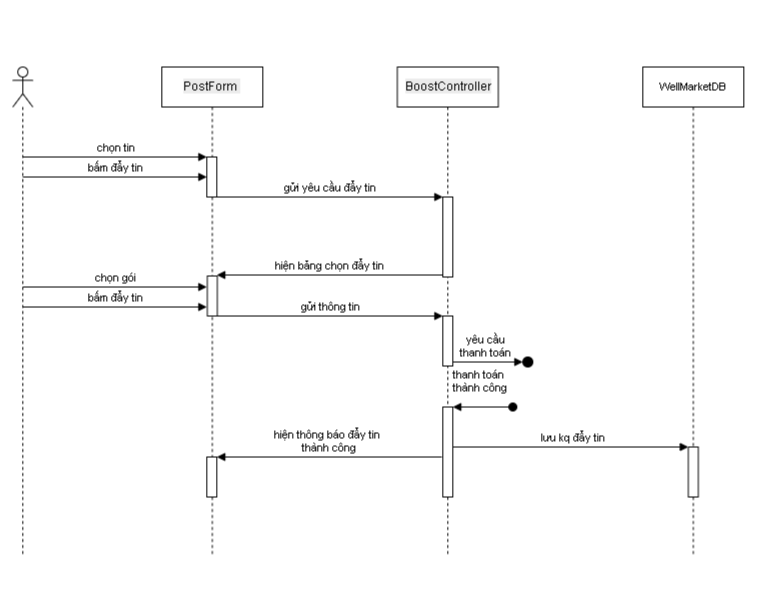 PostForm
BoostController
WellMarketDB
chọn tin
bấm đẩy tin
gửi yêu cầu đẩy tin
hiện bảng chọn đẩy tin
chọn gói
bấm đẩy tin
gửi thông tin
yêu cầu
thanh toán
thanh toán
thành công
hiện thông báo đẩy tin
thành công
lưu kq đẩy tin